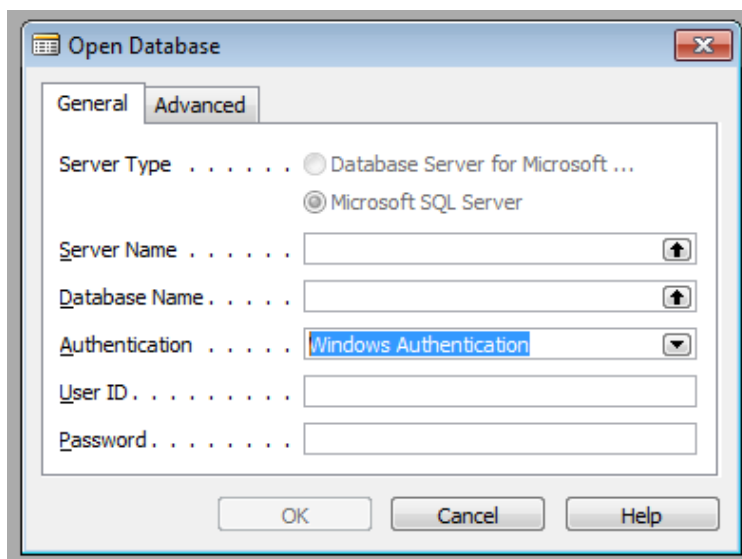 Open Database
General Advanced
Server Type . . . . . . Database Server for Microsoft ...
Microsoft SQL Server
Server Name . . . . . .
Database Name . . . . .
Authentication . . . . . Windows Authentication
User ID . . . . . . . . .
Password . . . . . . . .
OK Cancel Help